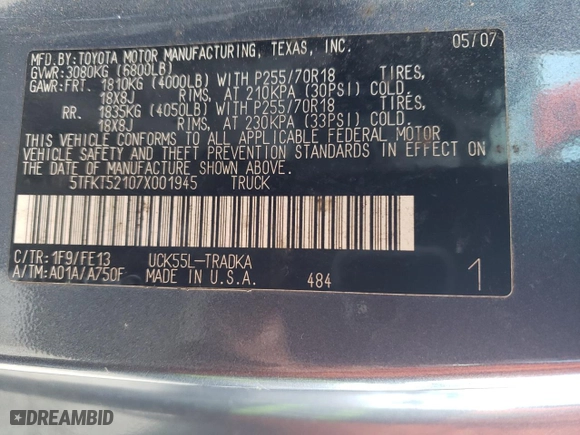 MFD. BY: TOYOTA MOTOR MANUFACTURING, TEXAS, INC. 05/07
GVWR: 3080KG (6800LB)
GAWR: FRT. 1810KG (4000LB) WITH P255/70R18 TIRES,
18X8J RIMS, AT 210KPA (30PSI) COLD.
RR. 1835KG (4050LB) WITH P255/70R18 TIRES,
18X8J RIMS, AT 230KPA (33PSI) COLD.
THIS VEHICLE CONFORMS TO ALL APPLICABLE FEDERAL MOTOR
VEHICLE SAFETY AND THEFT PREVENTION STANDARDS IN EFFECT ON
THE DATE OF MANUFACTURE SHOWN ABOVE.
5TFKT52107X001945 TRUCK
C/TR: 1F9/FE13 UCK55L-TRADKA
A/TM: A01A/A750F MADE IN U.S.A. 484 1
DREAMBID